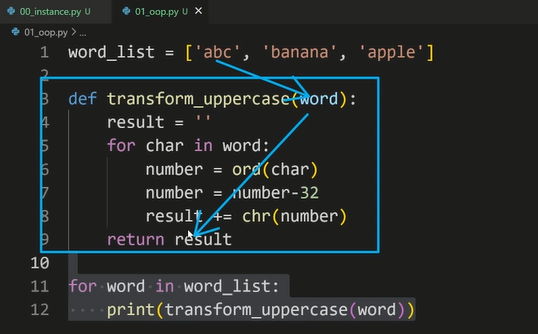 00_instance.py U
01_oop.py U ✕
01_oop.py > ...
1 word_list = ['abc', 'banana', 'apple']
2
3 def transform_uppercase(word):
4     result = ''
5     for char in word:
6         number = ord(char)
7         number = number-32
8         result += chr(number)
9     return result
10
11 for word in word_list:
12     print(transform_uppercase(word))